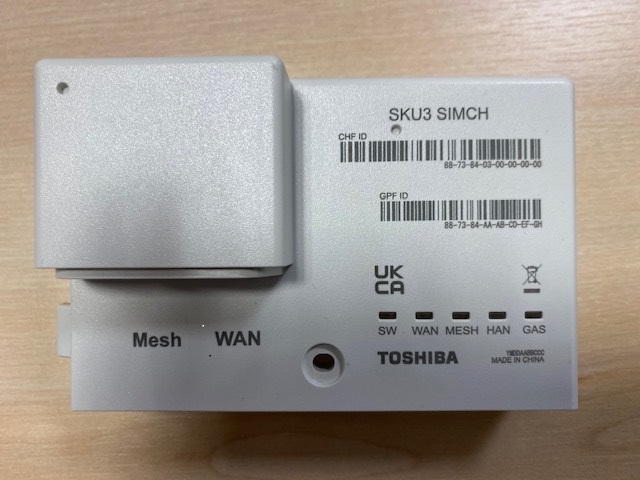 SKU3 SIMCH
CHF ID
88-73-84-03-00-00-00-00
GPF ID
88-73-84-AA-AB-CD-EF-GH
UK
CA
SW WAN MESH HAN GAS
Mesh WAN
TOSHIBA
YMDDAABBCCC
MADE IN CHINA